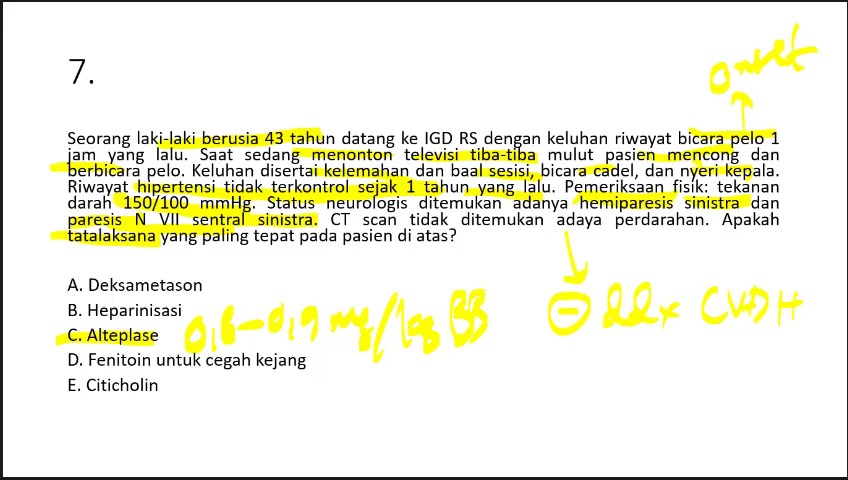 7.
onset
Seorang laki-laki berusia 43 tahun datang ke IGD RS dengan keluhan riwayat bicara pelo 1
jam yang lalu. Saat sedang menonton televisi tiba-tiba mulut pasien mencong dan
berbicara pelo. Keluhan disertai kelemahan dan baal sesisi, bicara cadel, dan nyeri kepala.
Riwayat hipertensi tidak terkontrol sejak 1 tahun yang lalu. Pemeriksaan fisik: tekanan
darah 150/100 mmHg. Status neurologis ditemukan adanya hemiparesis sinistra dan
paresis N VII sentral sinistra. CT scan tidak ditemukan adaya perdarahan. Apakah
tatalaksana yang paling tepat pada pasien di atas?
A. Deksametason
B. Heparinisasi
C. Alteplase
0,6-0,9 mg/kg BB
(-) ddx CVDH
D. Fenitoin untuk cegah kejang
E. Citicholin